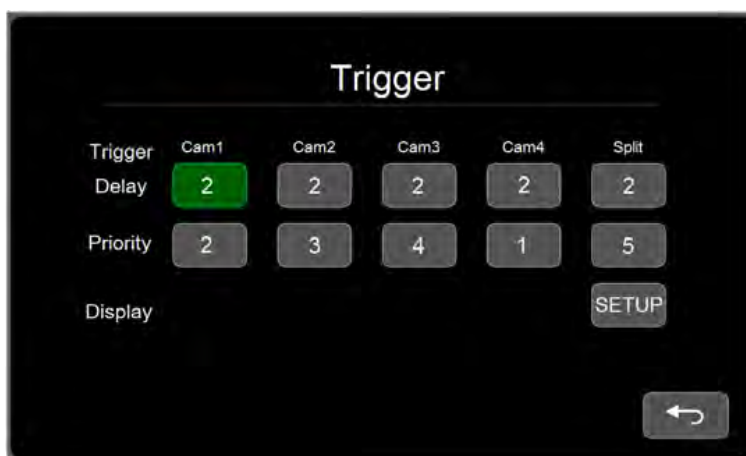 Trigger
Trigger Cam1 Cam2 Cam3 Cam4 Split
Delay 2 2 2 2 2
Priority 2 3 4 1 5
Display SETUP